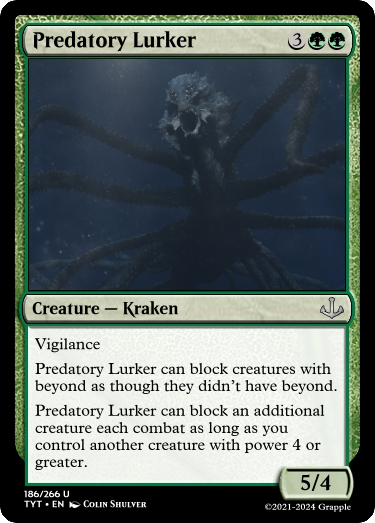 Predatory Lurker 3
Creature — Kraken
Vigilance
Predatory Lurker can block creatures with
beyond as though they didn't have beyond.
Predatory Lurker can block an additional
creature each combat as long as you
control another creature with power 4 or
greater.
5/4
186/266 U
TYT • EN Colin Shulver
©2021-2024 Grapple